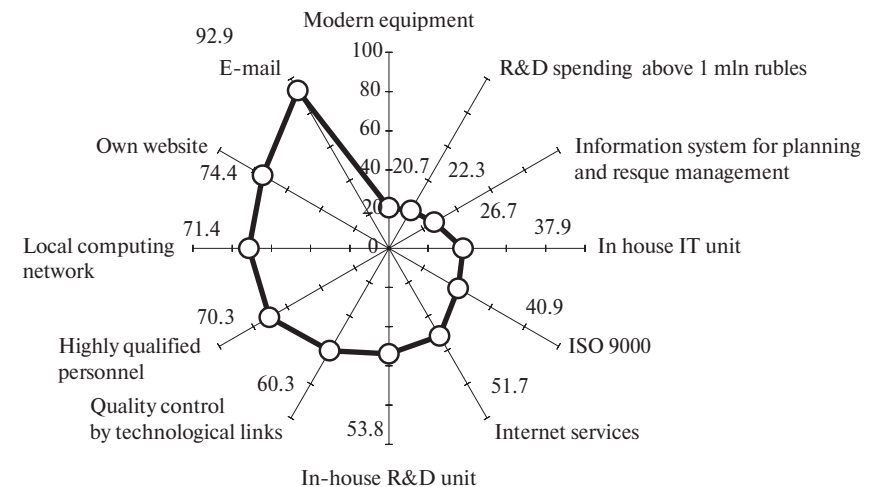 Modern equipment
92.9
100
E-mail
R&D spending above 1 mln rubles
80
60
Own website
Information system for planning
and resque management
74.4
40
20.7
22.3
20
26.7
71.4
37.9
Local computing
network
0
In house IT unit
70.3
40.9
Highly qualified
personnel
ISO 9000
60.3
51.7
Quality control
by technological links
53.8
Internet services
In-house R&D unit